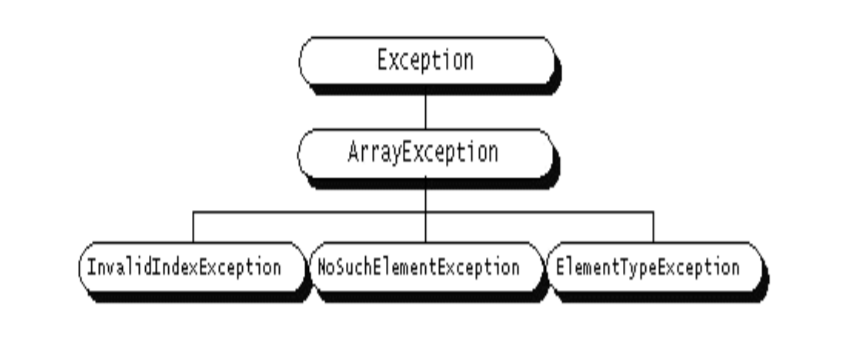 Exception
ArrayException
InvalidIndexException
NoSuchElementException
ElementTypeException